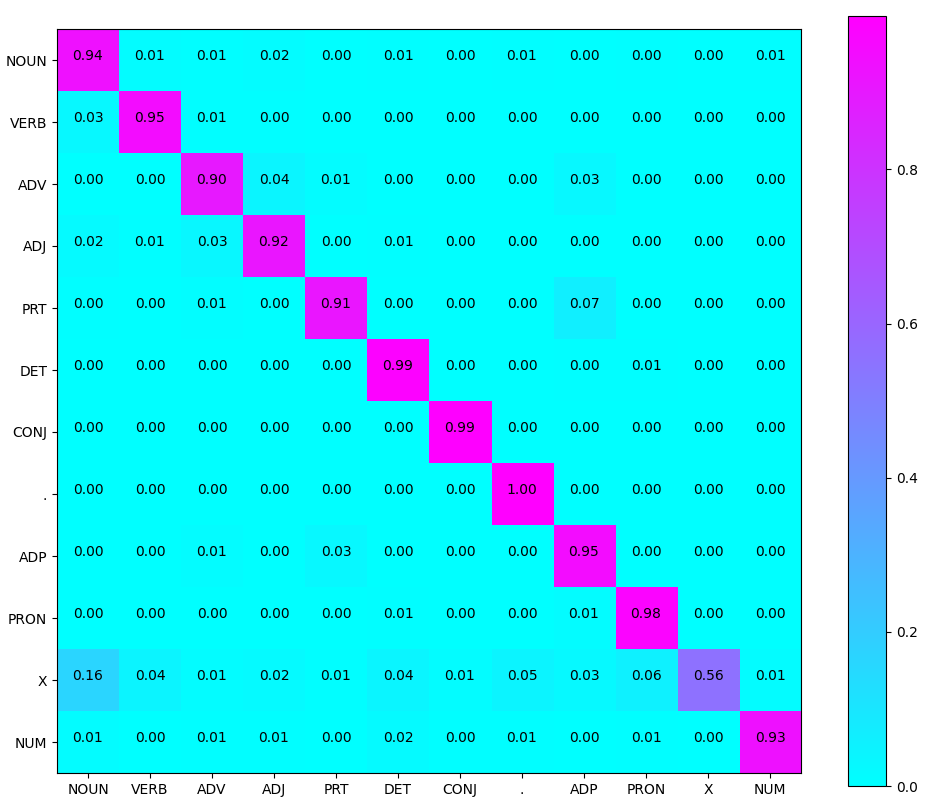 NOUN 0.94 0.01 0.01 0.02 0.00 0.01 0.00 0.01 0.00 0.00 0.00 0.01
VERB 0.03 0.95 0.01 0.00 0.00 0.00 0.00 0.00 0.00 0.00 0.00 0.00
ADV 0.00 0.00 0.90 0.04 0.01 0.00 0.00 0.00 0.03 0.00 0.00 0.00
ADJ 0.02 0.01 0.03 0.92 0.00 0.01 0.00 0.00 0.00 0.00 0.00 0.00
PRT 0.00 0.00 0.01 0.00 0.91 0.00 0.00 0.00 0.07 0.00 0.00 0.00
DET 0.00 0.00 0.00 0.00 0.00 0.99 0.00 0.00 0.00 0.01 0.00 0.00
CONJ 0.00 0.00 0.00 0.00 0.00 0.00 0.99 0.00 0.00 0.00 0.00 0.00
. 0.00 0.00 0.00 0.00 0.00 0.00 0.00 1.00 0.00 0.00 0.00 0.00
ADP 0.00 0.00 0.01 0.00 0.03 0.00 0.00 0.00 0.95 0.00 0.00 0.00
PRON 0.00 0.00 0.00 0.00 0.00 0.01 0.00 0.00 0.01 0.98 0.00 0.00
X 0.16 0.04 0.01 0.02 0.01 0.04 0.01 0.05 0.03 0.06 0.56 0.01
NUM 0.01 0.00 0.01 0.01 0.00 0.02 0.00 0.01 0.00 0.01 0.00 0.93
NOUN VERB ADV ADJ PRT DET CONJ . ADP PRON X NUM
0.8
0.6
0.4
0.2
0.0